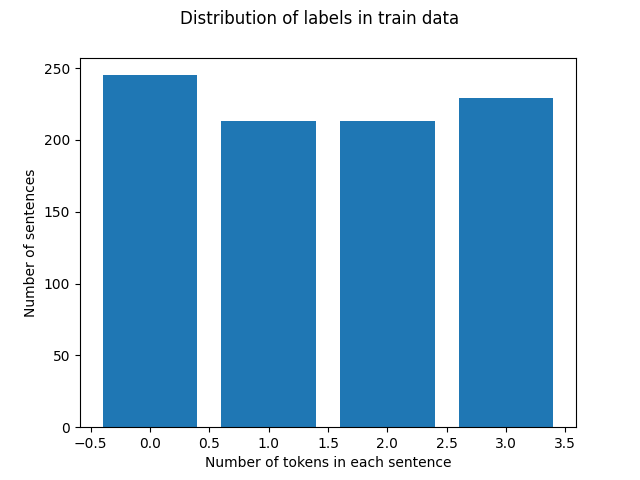 Distribution of labels in train data
250
200
150
100
50
0
Number of sentences
−0.5 0.0 0.5 1.0 1.5 2.0 2.5 3.0 3.5
Number of tokens in each sentence